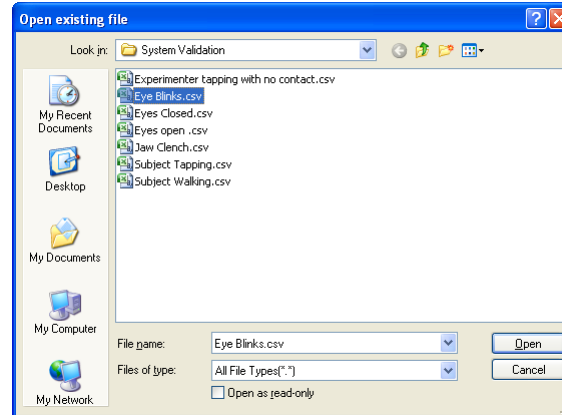 Open existing file
Look in: System Validation
My Recent Documents
Desktop
My Documents
My Computer
My Network
Experimenter tapping with no contact.csv
Eye Blinks.csv
Eyes Closed.csv
Eyes open .csv
Jaw Clench.csv
Subject Tapping.csv
Subject Walking.csv
File name: Eye Blinks.csv Open
Files of type: All File Types(*.*) Cancel
Open as read-only